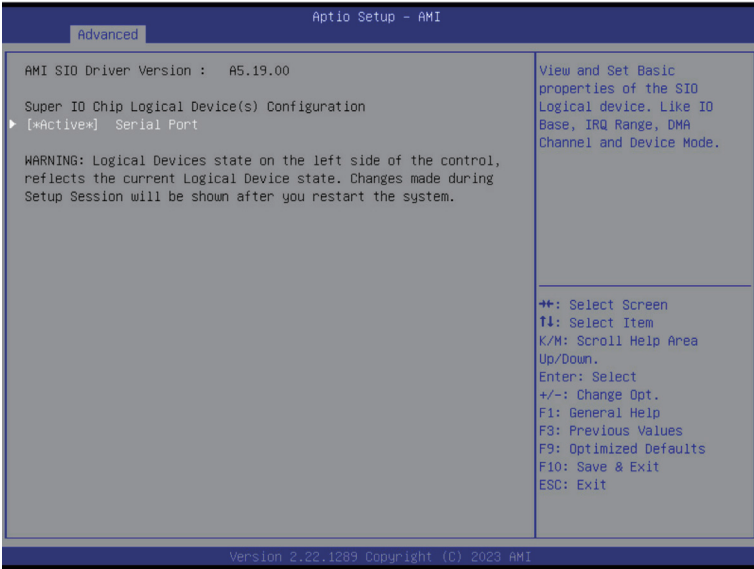 Aptio Setup - AMI
Advanced
AMI SIO Driver Version : A5.19.00
Super IO Chip Logical Device(s) Configuration
[*Active*] Serial Port
WARNING: Logical Devices state on the left side of the control,
reflects the current Logical Device state. Changes made during
Setup Session will be shown after you restart the system.
View and Set Basic
properties of the SIO
Logical device. Like IO
Base, IRQ Range, DMA
Channel and Device Mode.
→←: Select Screen
↑↓: Select Item
K/M: Scroll Help Area
Up/Down.
Enter: Select
+/-: Change Opt.
F1: General Help
F3: Previous Values
F9: Optimized Defaults
F10: Save & Exit
ESC: Exit
Version 2.22.1289 Copyright (C) 2023 AMI